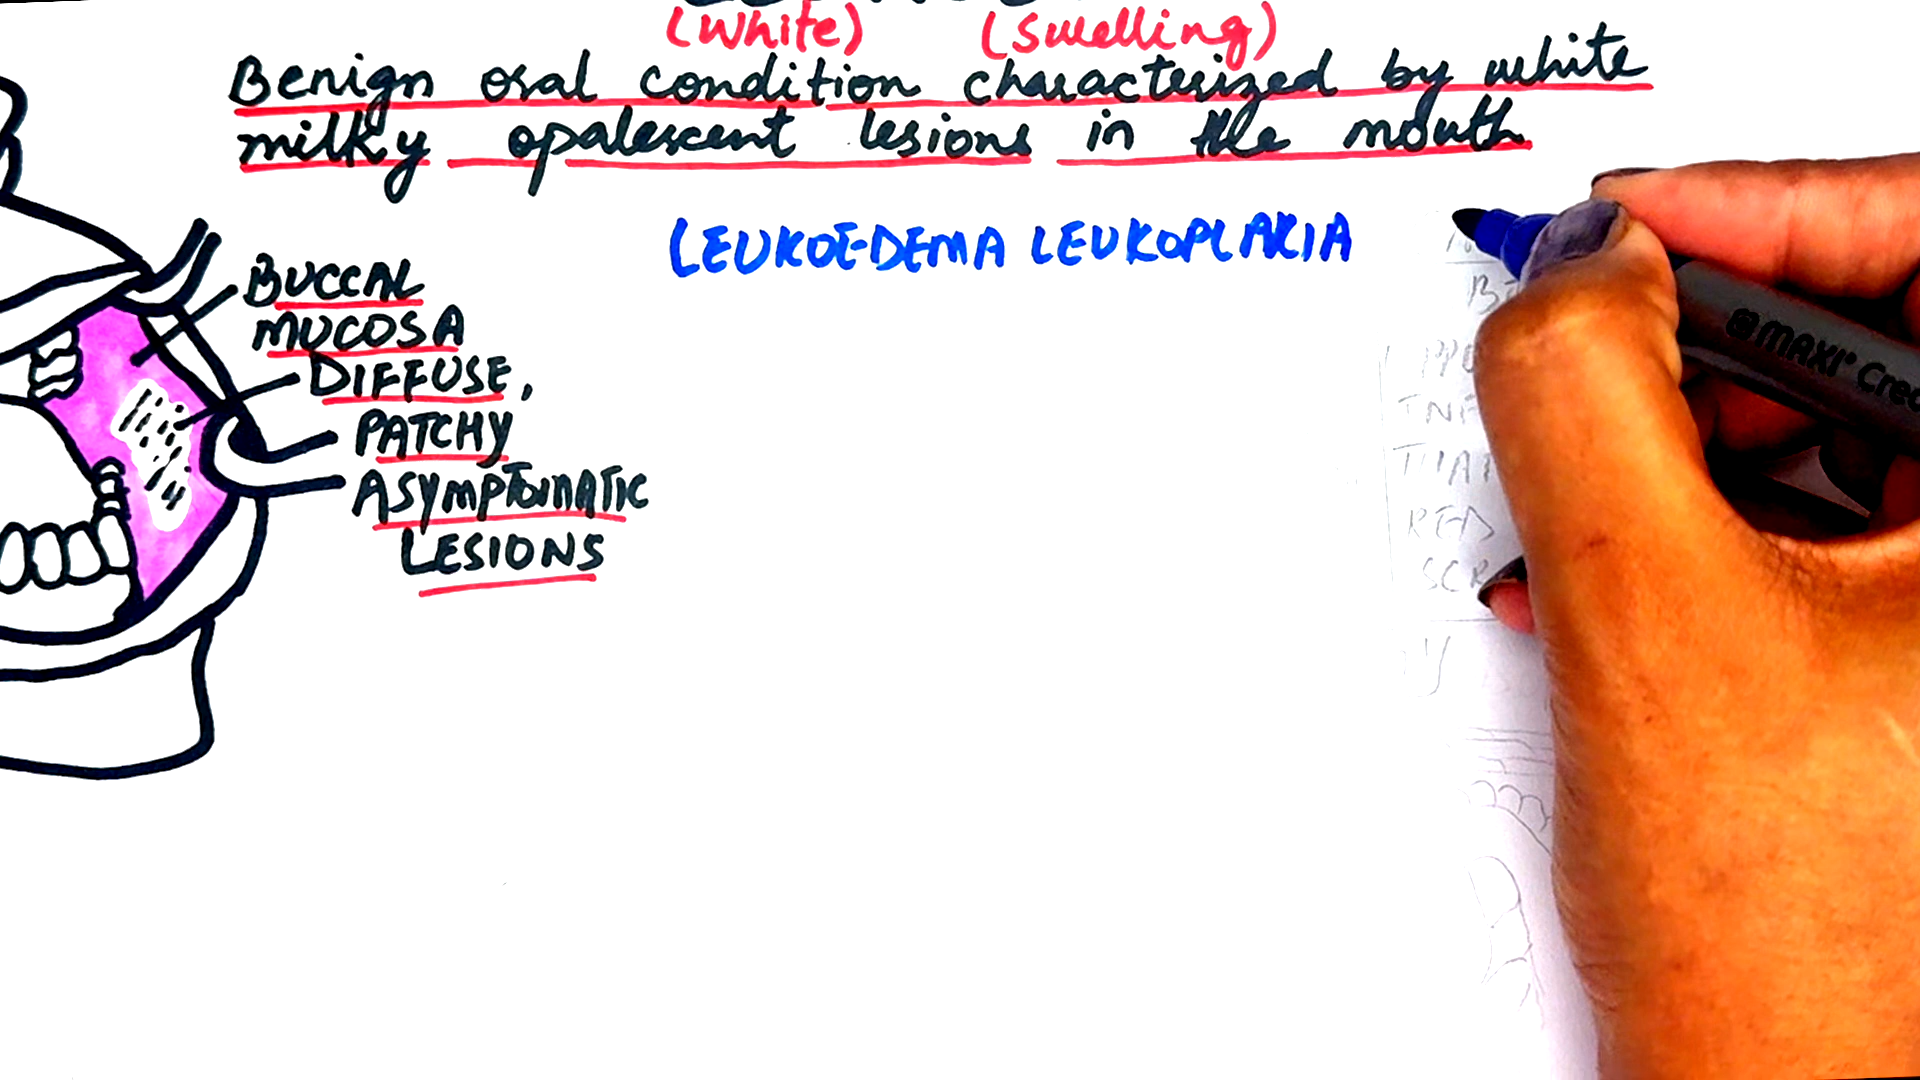 (White) (Swelling)
Benign oral condition characterized by white
milky opalescent lesions in the mouth
LEUKOEDEMA LEUKOPLAKIA
BUCCAL
MUCOSA
DIFFUSE,
PATCHY
ASYMPTOMATIC
LESIONS
MAXI